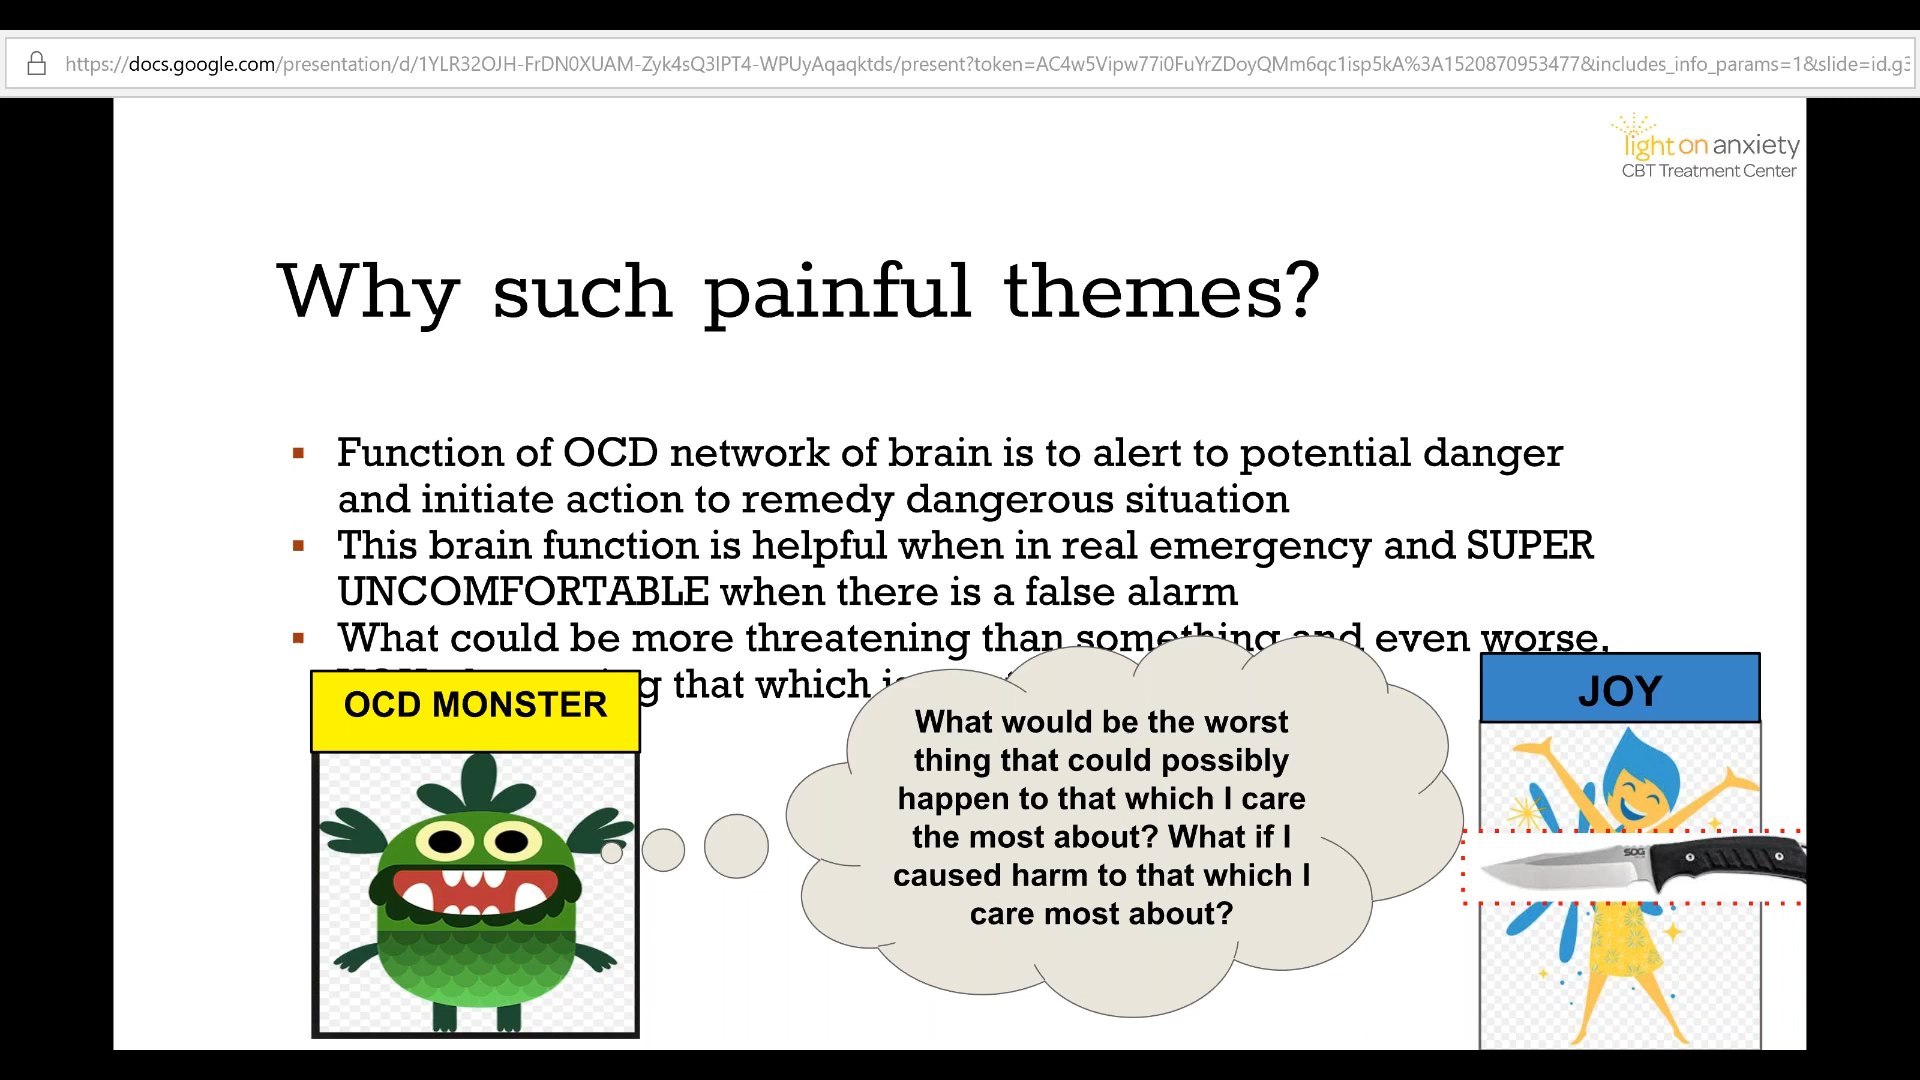 https://docs.google.com/presentation/d/1YLR32OJH-FrDN0XUAM-Zyk4sQ3lPT4-WPUyAqaqktds/present?token=AC4w5Vipw77i0FuYrZDoyQMm6qc1isp5kA%3A1520870953477&includes_info_params=1&slide=id.g3
light on anxiety
CBT Treatment Center
Why such painful themes?
▪ Function of OCD network of brain is to alert to potential danger
and initiate action to remedy dangerous situation
▪ This brain function is helpful when in real emergency and SUPER
UNCOMFORTABLE when there is a false alarm
▪ What could be more threatening than something and even worse,
that which
OCD MONSTER
What would be the worst
thing that could possibly
happen to that which I care
the most about? What if I
caused harm to that which I
care most about?
JOY
SOG